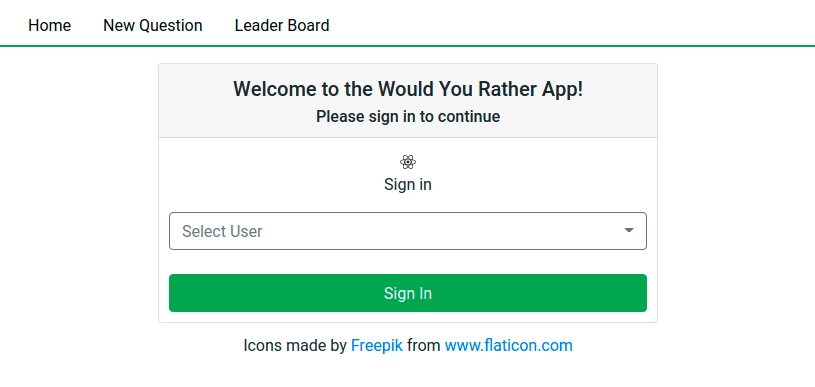 Home New Question Leader Board
Welcome to the Would You Rather App!
Please sign in to continue
Sign in
Select User
Sign In
Icons made by Freepik from www.flaticon.com